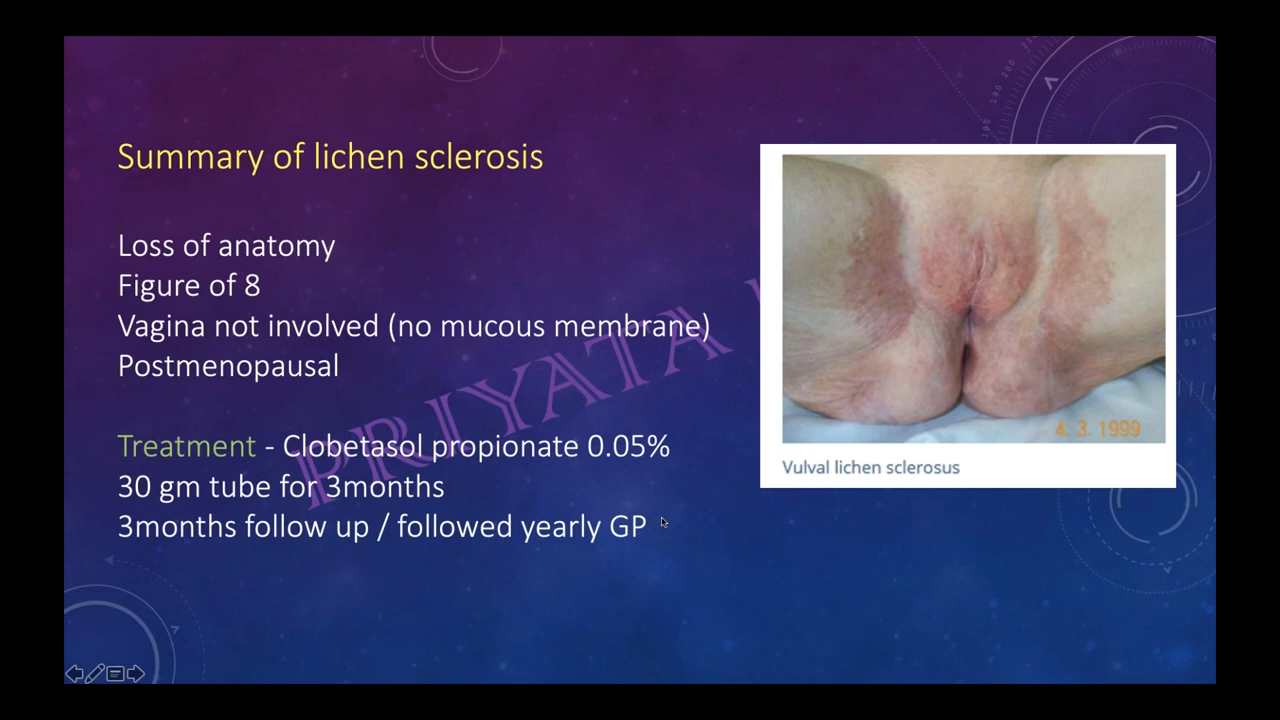 Summary of lichen sclerosis
Loss of anatomy
Figure of 8
Vagina not involved (no mucous membrane)
Postmenopausal
Treatment - Clobetasol propionate 0.05%
30 gm tube for 3months
3months follow up / followed yearly GP
PRIYATA
4. 3. 1999
Vulval lichen sclerosus